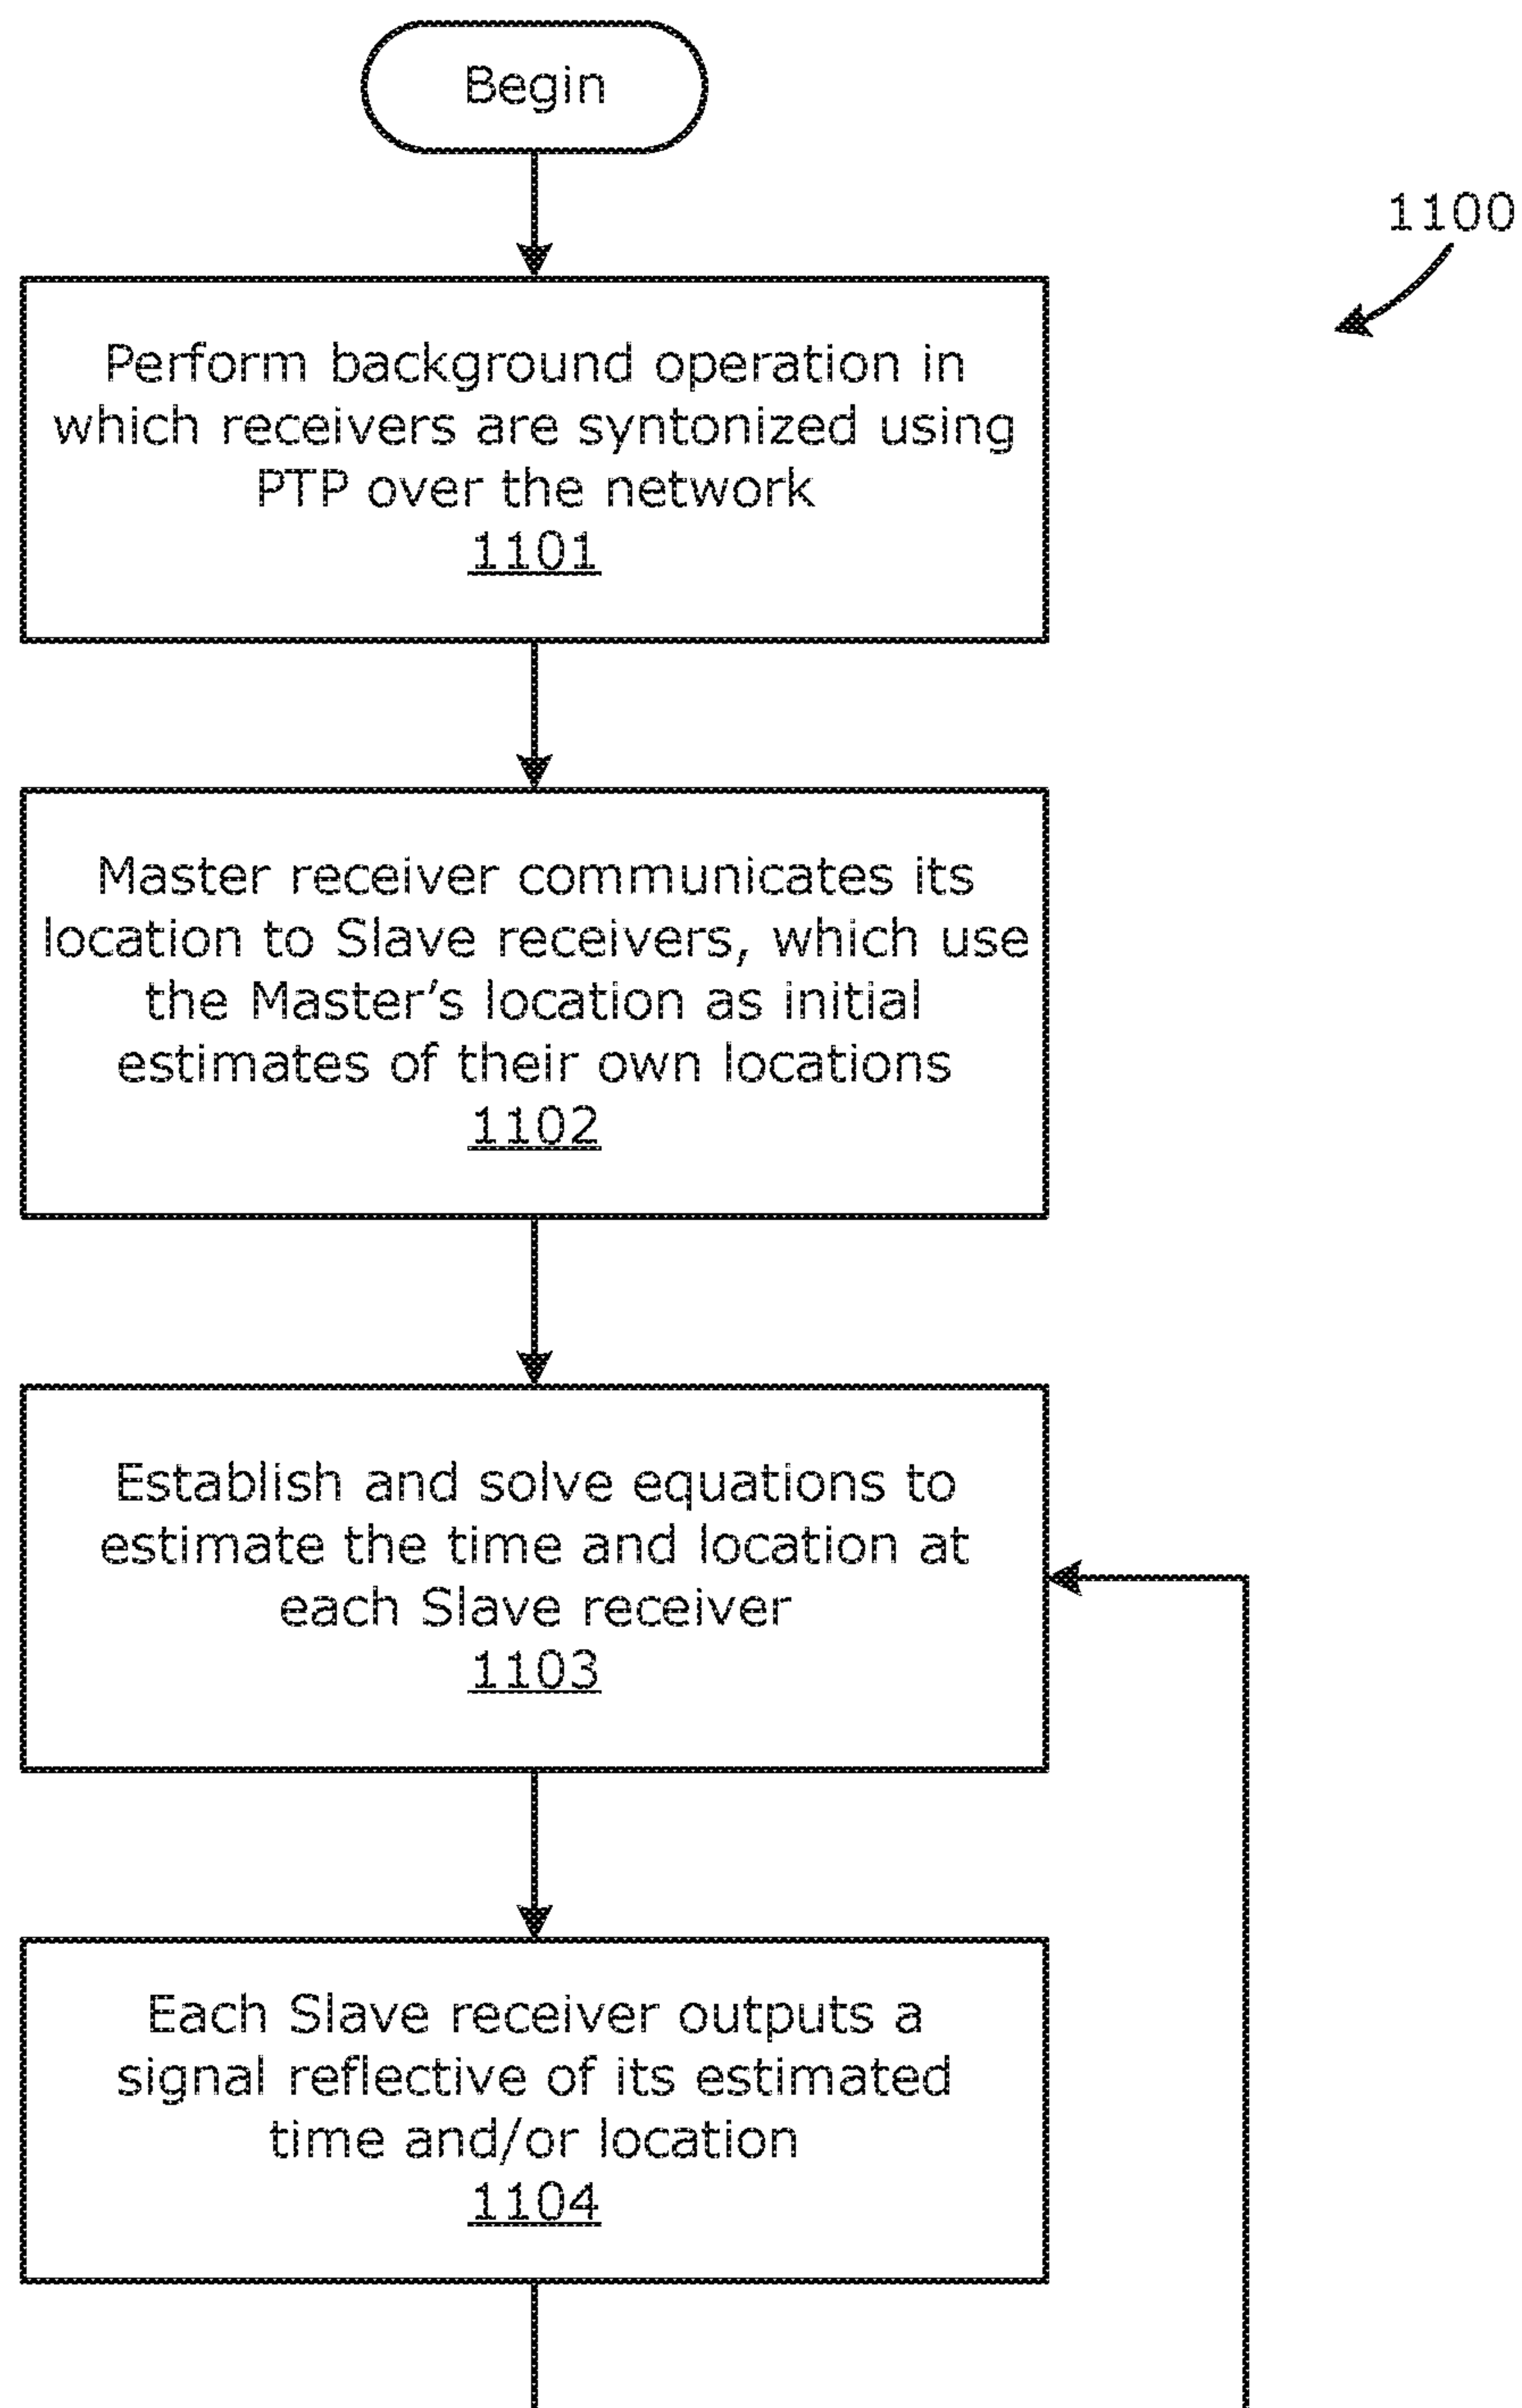 Begin
1100
Perform background operation in
which receivers are syntonized using
PTP over the network
1101
Master receiver communicates its
location to Slave receivers, which use
the Master's location as initial
estimates of their own locations
1102
Establish and solve equations to
estimate the time and location at
each Slave receiver
1103
Each Slave receiver outputs a
signal reflective of its estimated
time and/or location
1104